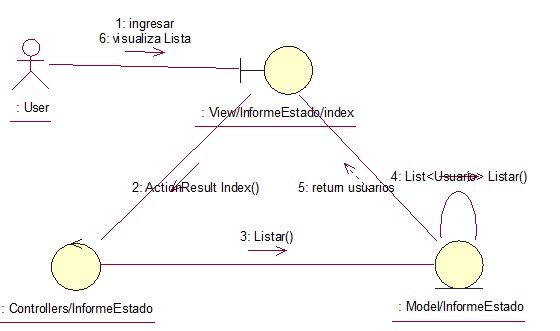 1: ingresar
6: visualiza Lista
: User
: View/InformeEstado/index
2: ActionResult Index()
5: return usuarios
4: List<Usuario> Listar()
3: Listar()
: Controllers/InformeEstado
: Model/InformeEstado